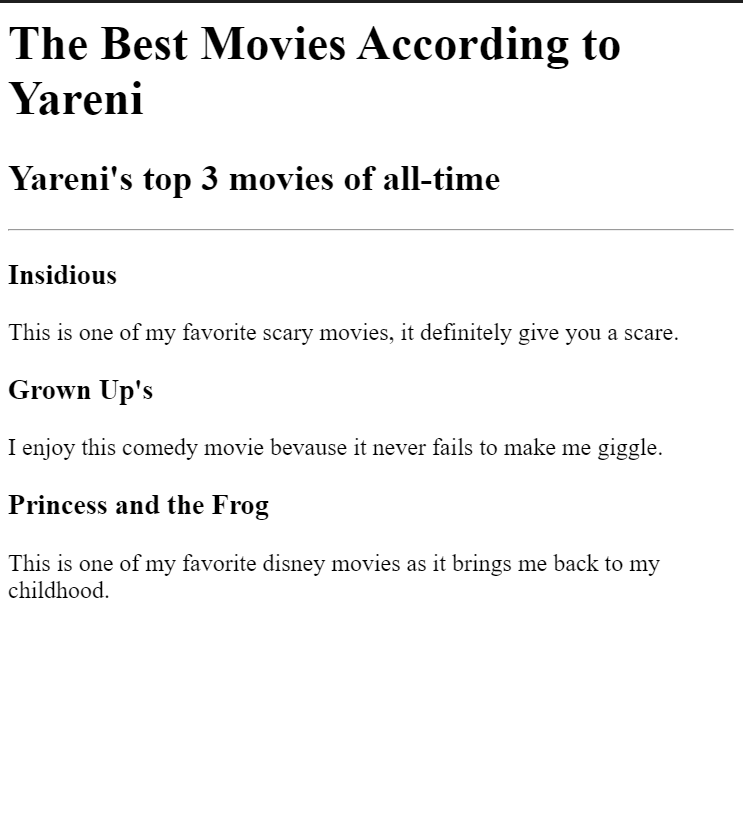 The Best Movies According to
Yareni
Yareni's top 3 movies of all-time
Insidious
This is one of my favorite scary movies, it definitely give you a scare.
Grown Up's
I enjoy this comedy movie bevause it never fails to make me giggle.
Princess and the Frog
This is one of my favorite disney movies as it brings me back to my
childhood.